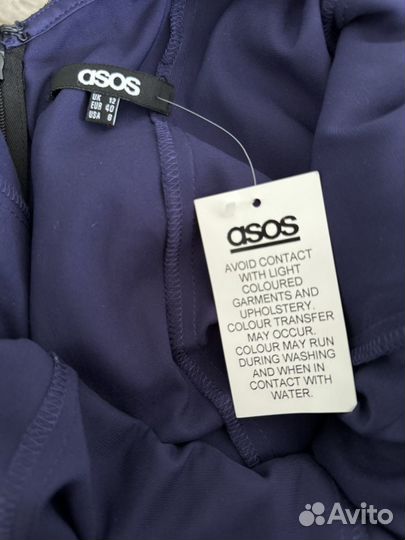 asos
UK 12
EUR 40
USA 8
asos
AVOID CONTACT
WITH LIGHT
COLOURED
GARMENTS AND
UPHOLSTERY.
COLOUR TRANSFER
MAY OCCUR.
COLOUR MAY RUN
DURING WASHING
AND WHEN IN
CONTACT WITH
WATER.
Avito